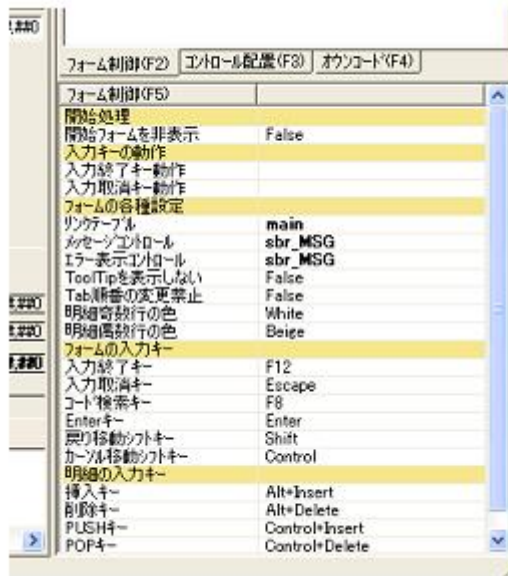 #,##0
フォーム制御(F2) コントロール配置(F3) オウンコード(F4)
フォーム制御(F5)
開始処理
開始フォームを非表示 False
入力キーの動作
入力終了キー動作
入力取消キー動作
フォームの各種設定
リンクテーブル main
メッセージコントロール sbr_MSG
エラー表示コントロール sbr_MSG
ToolTipを表示しない False
Tab順番の変更禁止 False
明細奇数行の色 White
明細偶数行の色 Beige
フォームの入力キー
入力終了キー F12
入力取消キー Escape
コード検索キー F8
Enterキー Enter
戻り移動シフトキー Shift
カーソル移動シフトキー Control
明細の入力キー
挿入キー Alt+Insert
削除キー Alt+Delete
PUSHキー Control+Insert
POPキー Control+Delete